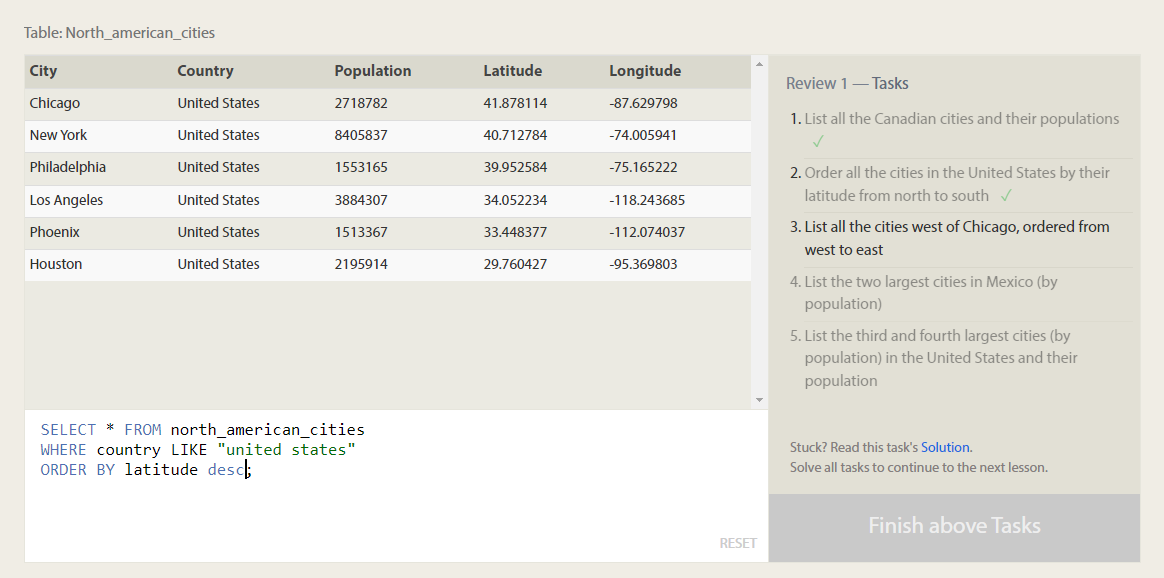 Table: North_american_cities
City Country Population Latitude Longitude
Chicago United States 2718782 41.878114 -87.629798
New York United States 8405837 40.712784 -74.005941
Philadelphia United States 1553165 39.952584 -75.165222
Los Angeles United States 3884307 34.052234 -118.243685
Phoenix United States 1513367 33.448377 -112.074037
Houston United States 2195914 29.760427 -95.369803
SELECT * FROM north_american_cities
WHERE country LIKE "united states"
ORDER BY latitude desc;
RESET
Review 1 — Tasks
1. List all the Canadian cities and their populations
✓
2. Order all the cities in the United States by their
latitude from north to south ✓
3. List all the cities west of Chicago, ordered from
west to east
4. List the two largest cities in Mexico (by
population)
5. List the third and fourth largest cities (by
population) in the United States and their
population
Stuck? Read this task's Solution.
Solve all tasks to continue to the next lesson.
Finish above Tasks